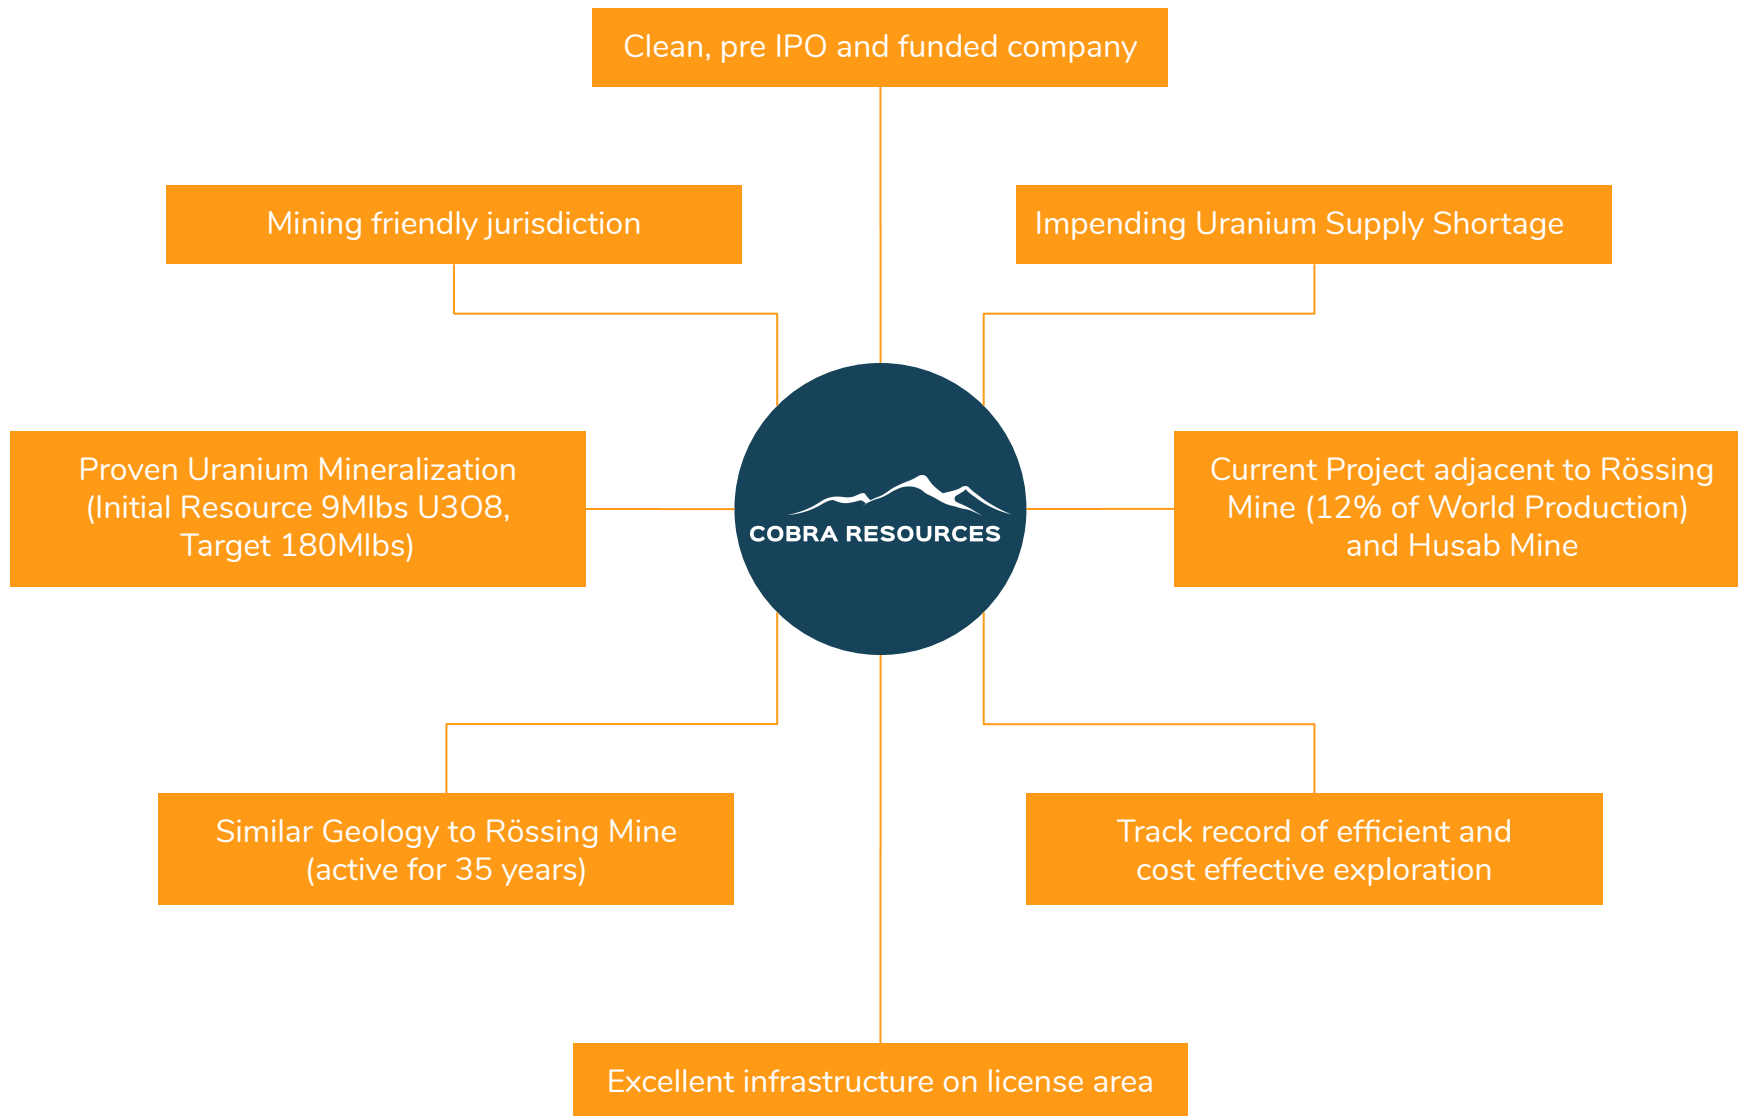 Clean, pre IPO and funded company
Mining friendly jurisdiction
Impending Uranium Supply Shortage
Proven Uranium Mineralization
(Initial Resource 9Mlbs U3O8,
Target 180Mlbs)
COBRA RESOURCES
Current Project adjacent to Rössing
Mine (12% of World Production)
and Husab Mine
Similar Geology to Rössing Mine
(active for 35 years)
Track record of efficient and
cost effective exploration
Excellent infrastructure on license area